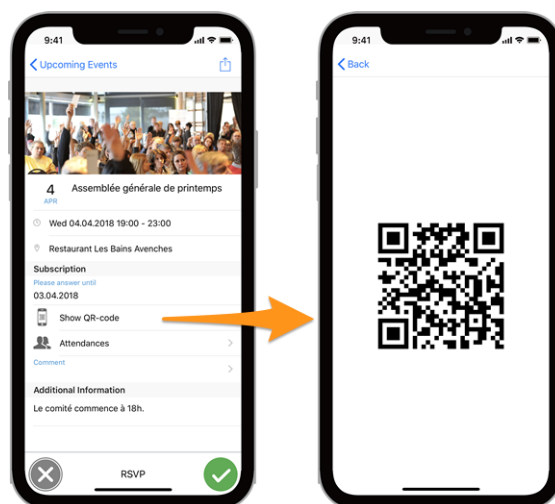 9:41
Upcoming Events
4
APR
Assemblée générale de printemps
Wed 04.04.2018 19:00 - 23:00
Restaurant Les Bains Avenches
Subscription
Please answer until
03.04.2018
Show QR-code
Attendances
Comment
Additional Information
Le comité commence à 18h.
RSVP
9:41
Back